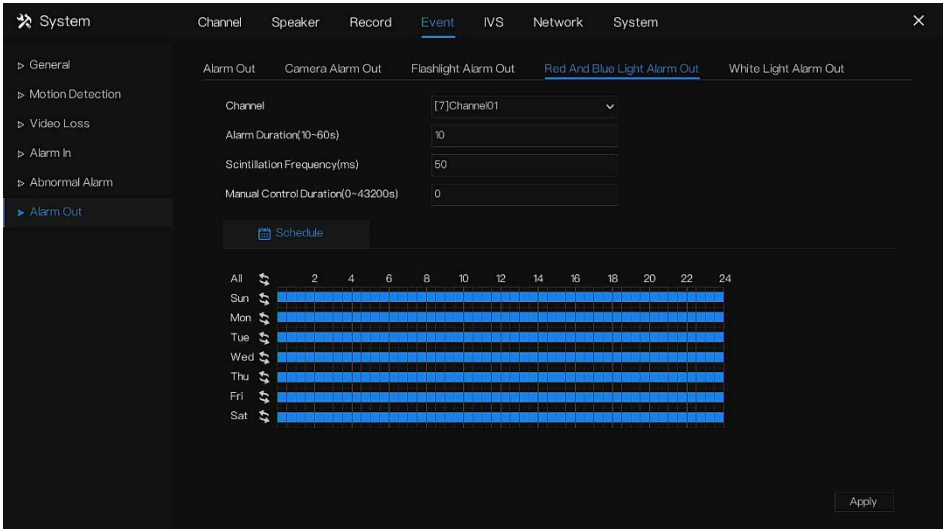 System Channel Speaker Record Event IVS Network System
General
Motion Detection
Video Loss
Alarm In
Abnormal Alarm
Alarm Out
Alarm Out Camera Alarm Out Flashlight Alarm Out Red And Blue Light Alarm Out White Light Alarm Out
Channel [7]Channel01
Alarm Duration(10~60s) 10
Scintillation Frequency(ms) 50
Manual Control Duration(0~43200s) 0
Schedule
All 2 4 6 8 10 12 14 16 18 20 22 24
Sun
Mon
Tue
Wed
Thu
Fri
Sat
Apply